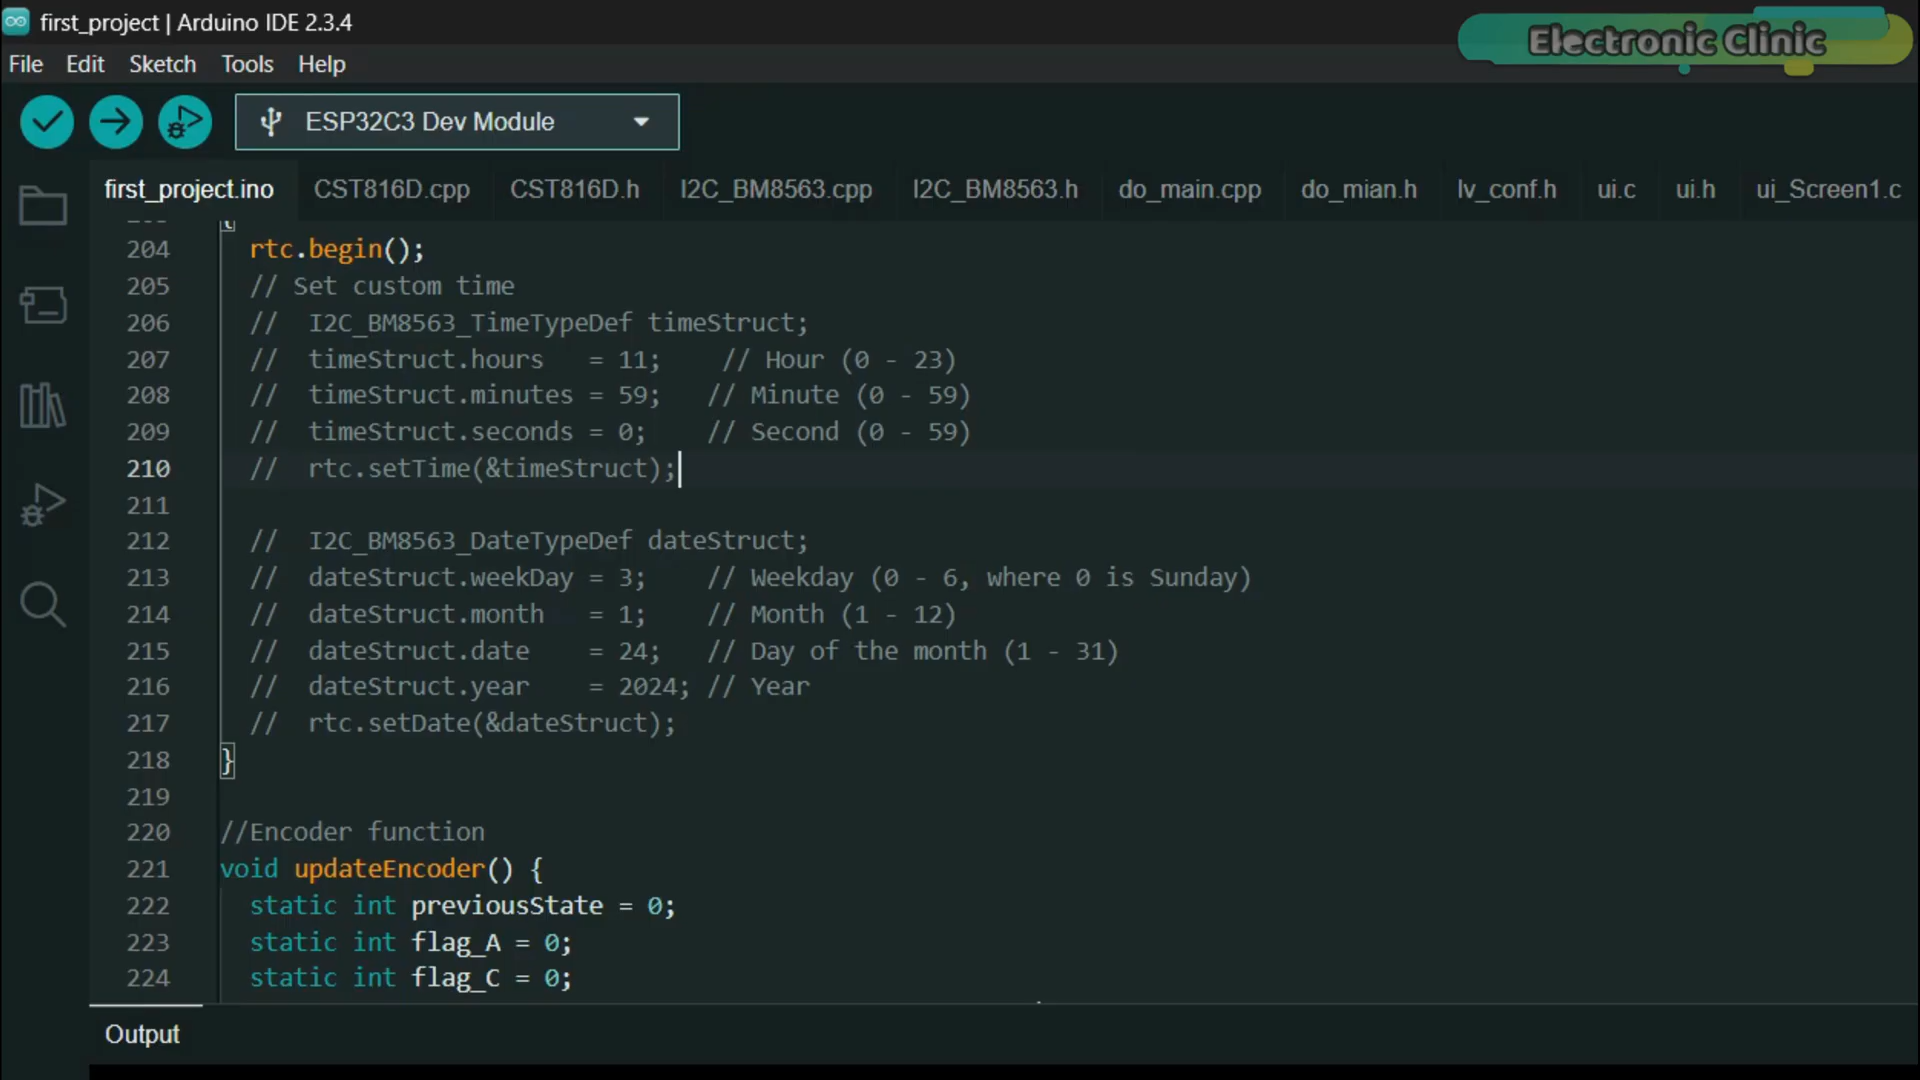 first_project | Arduino IDE 2.3.4
Electronic Clinic
File Edit Sketch Tools Help
ESP32C3 Dev Module
first_project.ino CST816D.cpp CST816D.h I2C_BM8563.cpp I2C_BM8563.h do_main.cpp do_mian.h lv_conf.h ui.c ui.h ui_Screen1.c
{
204 rtc.begin();
205 // Set custom time
206 // I2C_BM8563_TimeTypeDef timeStruct;
207 // timeStruct.hours   = 11;    // Hour (0 - 23)
208 // timeStruct.minutes = 59;   // Minute (0 - 59)
209 // timeStruct.seconds = 0;    // Second (0 - 59)
210 // rtc.setTime(&timeStruct);
211
212 // I2C_BM8563_DateTypeDef dateStruct;
213 // dateStruct.weekDay = 3;    // Weekday (0 - 6, where 0 is Sunday)
214 // dateStruct.month   = 1;    // Month (1 - 12)
215 // dateStruct.date    = 24;   // Day of the month (1 - 31)
216 // dateStruct.year    = 2024; // Year
217 // rtc.setDate(&dateStruct);
218 }
219
220 //Encoder function
221 void updateEncoder() {
222 static int previousState = 0;
223 static int flag_A = 0;
224 static int flag_C = 0;
Output